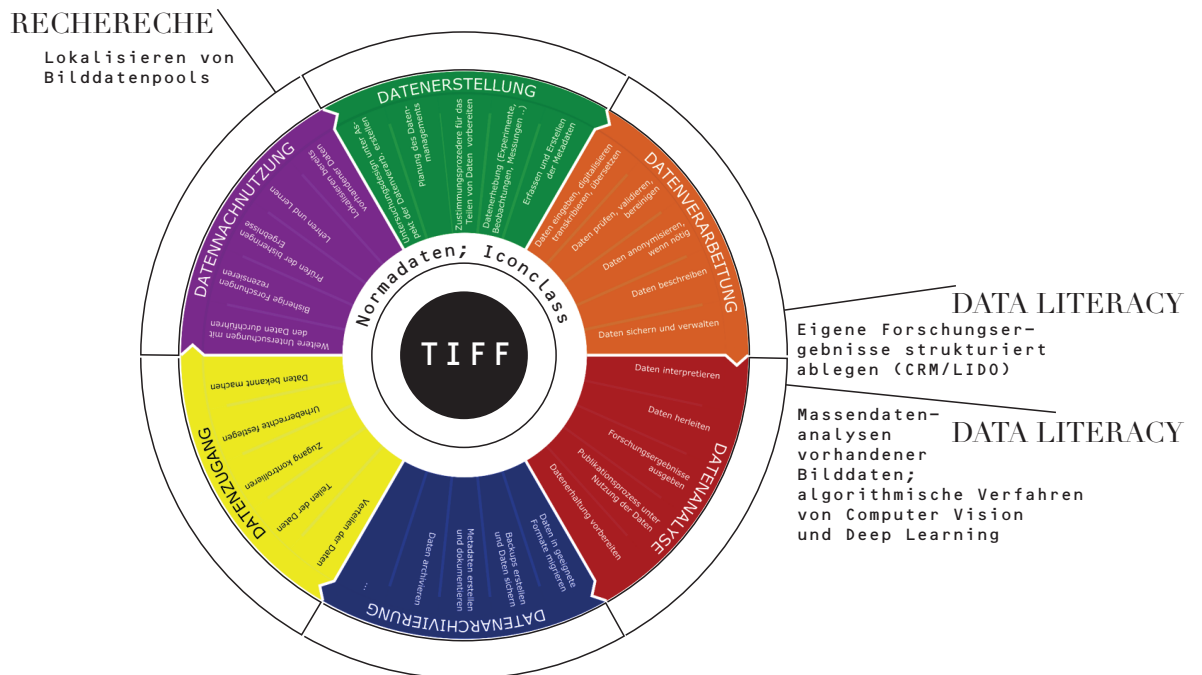 RECHERECHE
Lokalisieren von
Bilddatenpools
DATENERSTELLUNG
Untersuchungsdesign unter As-
pekt der Datenverarb. erstellen
Planung des Daten-
managements
Zustimmungsprozedere für das
Teilen von Daten vorbereiten
Datenerhebung (Experimente,
Beobachtungen, Messungen ..)
Erfassen und Erstellen
der Metadaten
DATENVERARBEITUNG
Daten eingeben, digitalisieren
transkribieren, übersetzen
Daten prüfen, validieren,
bereinigen
Daten anonymisieren,
wenn nötig
Daten beschreiben
Daten sichern und verwalten
DATA LITERACY
Eigene Forschungser-
gebnisse strukturiert
ablegen (CRM/LIDO)
DATENANALYSE
Daten interpretieren
Daten herleiten
Forschungsergebnisse
ausgeben
Publikationsprozess unter
Nutzung der Daten
Datenerhaltung vorbereiten
DATA LITERACY
Massendaten-
analysen
vorhandener
Bilddaten;
algorithmische Verfahren
von Computer Vision
und Deep Learning
DATENARCHIVIERUNG
Daten in geeignete
Formate migrieren
Backups erstellen
und Daten sichern
Metadaten erstellen
und dokumentieren
Daten archivieren
...
DATENZUGANG
Verteilen der Daten
Teilen der Daten
Zugang kontrollieren
Urheberrechte festlegen
Daten bekannt machen
DATENNACHNUTZUNG
Weitere Untersuchungen mit
den Daten durchführen
Bisherige Forschungen
rezensieren
Prüfen der bisherigen
Ergebnisse
Lehren und Lernen
Lokalisieren bereits
vorhandener Daten
Normadaten; Iconclass
TIFF